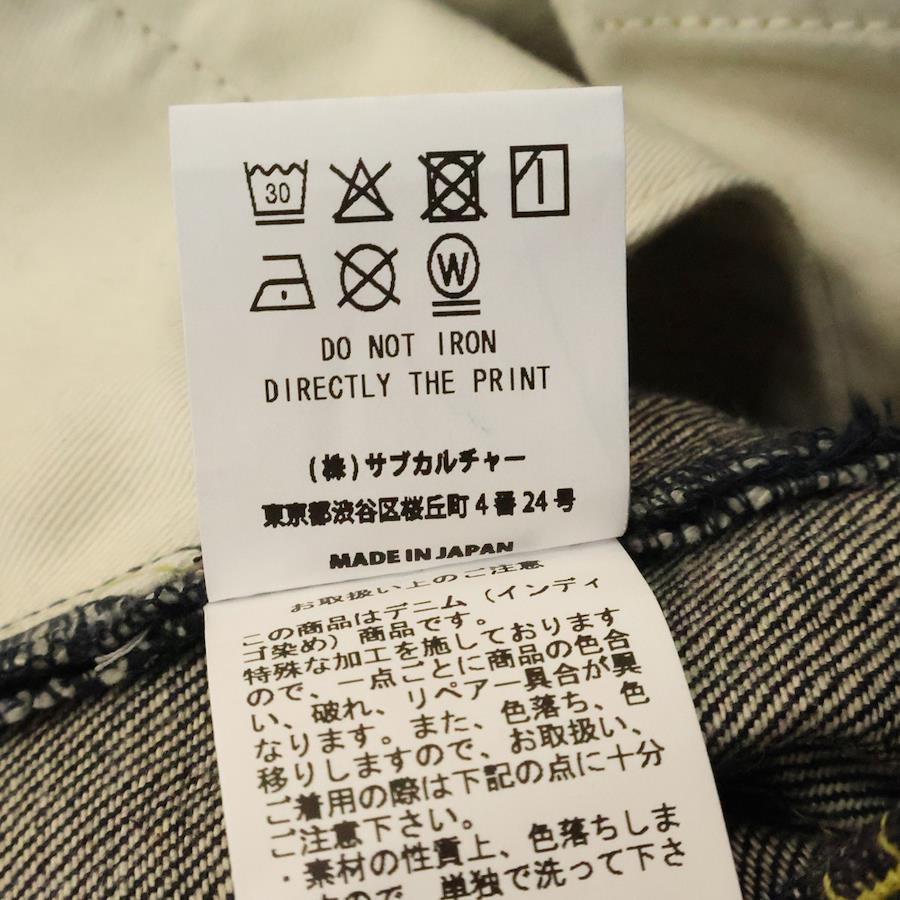 30
W
DO NOT IRON
DIRECTLY THE PRINT
(株)サブカルチャー
東京都渋谷区桜丘町4番24号
MADE IN JAPAN
お取扱い上のご注意
この商品はデニム(インディ
ゴ染め)商品です。
特殊な加工を施しております
ので、一点ごとに商品の色合
い、破れ、リペアー具合が異
なります。また、色落ち、色
移りしますので、お取扱い、
ご着用の際は下記の点に十分
ご注意下さい。
・素材の性質上、色落ちしま
すので、単独で洗って下さ